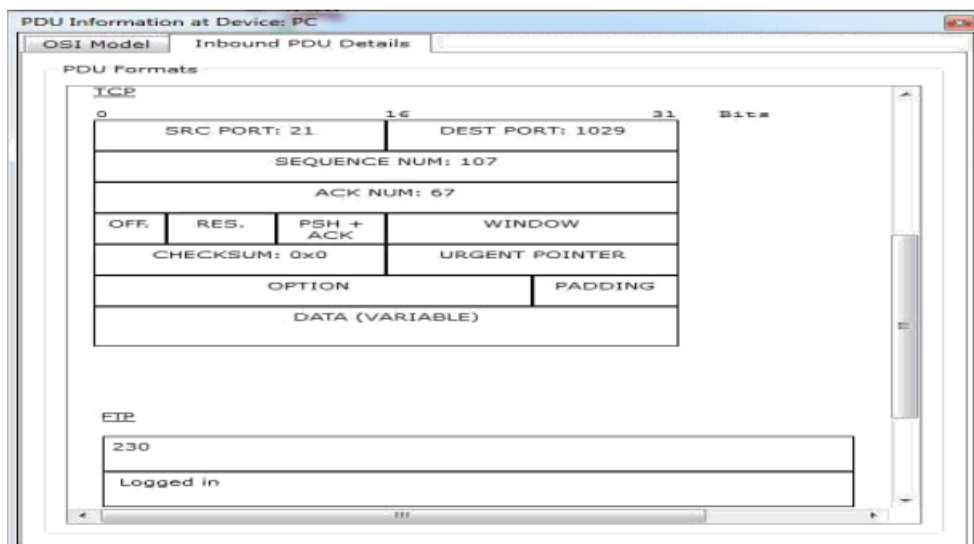 PDU Information at Device: PC
OSI Model Inbound PDU Details
PDU Formats
TCP
0 16 31 Bits
SRC PORT: 21 DEST PORT: 1029
SEQUENCE NUM: 107
ACK NUM: 67
OFF. RES. PSH + ACK WINDOW
CHECKSUM: 0x0 URGENT POINTER
OPTION PADDING
DATA (VARIABLE)
FTP
230
Logged in